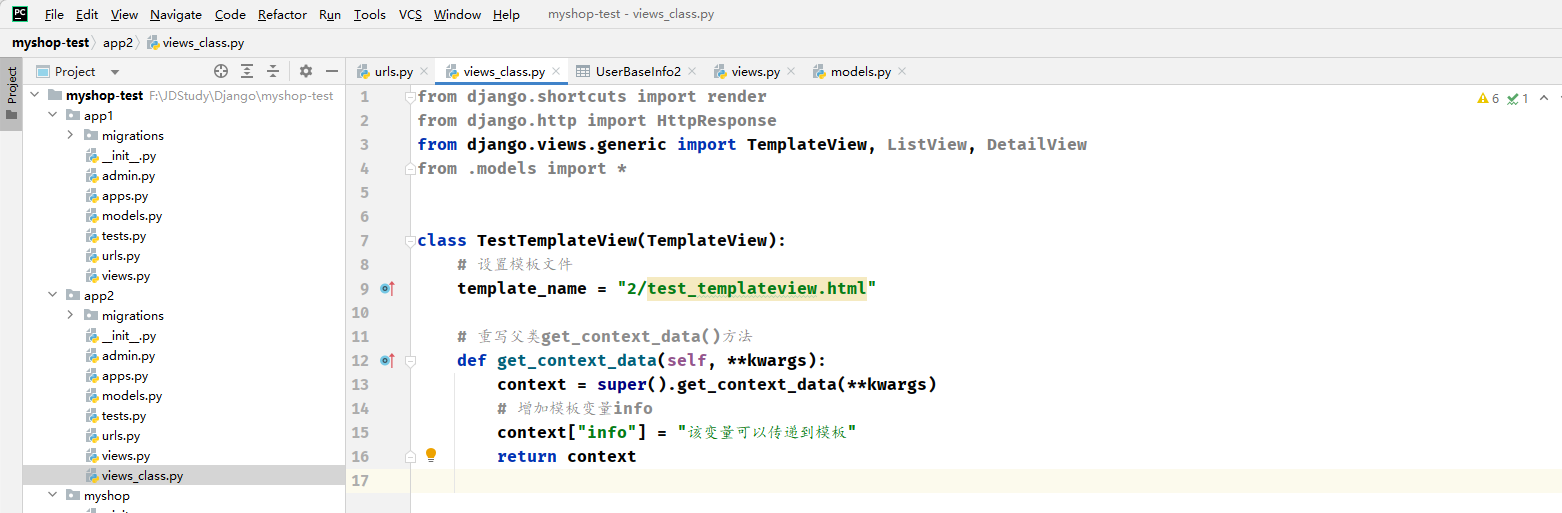 PC File Edit View Navigate Code Refactor Run Tools VCS Window Help myshop-test - views_class.py
myshop-test app2 views_class.py
Project
Project
urls.py views_class.py UserBaseInfo2 views.py models.py
myshop-test F:\JDStudy\Django\myshop-test
app1
migrations
__init__.py
admin.py
apps.py
models.py
tests.py
urls.py
views.py
app2
migrations
__init__.py
admin.py
apps.py
models.py
tests.py
urls.py
views.py
views_class.py
myshop
6 1
1 from django.shortcuts import render
2 from django.http import HttpResponse
3 from django.views.generic import TemplateView, ListView, DetailView
4 from .models import *
5
6
7 class TestTemplateView(TemplateView):
8 # 设置模板文件
9 template_name = "2/test_templateview.html"
10
11 # 重写父类get_context_data()方法
12 def get_context_data(self, **kwargs):
13 context = super().get_context_data(**kwargs)
14 # 增加模板变量info
15 context["info"] = "该变量可以传递到模板"
16 return context
17